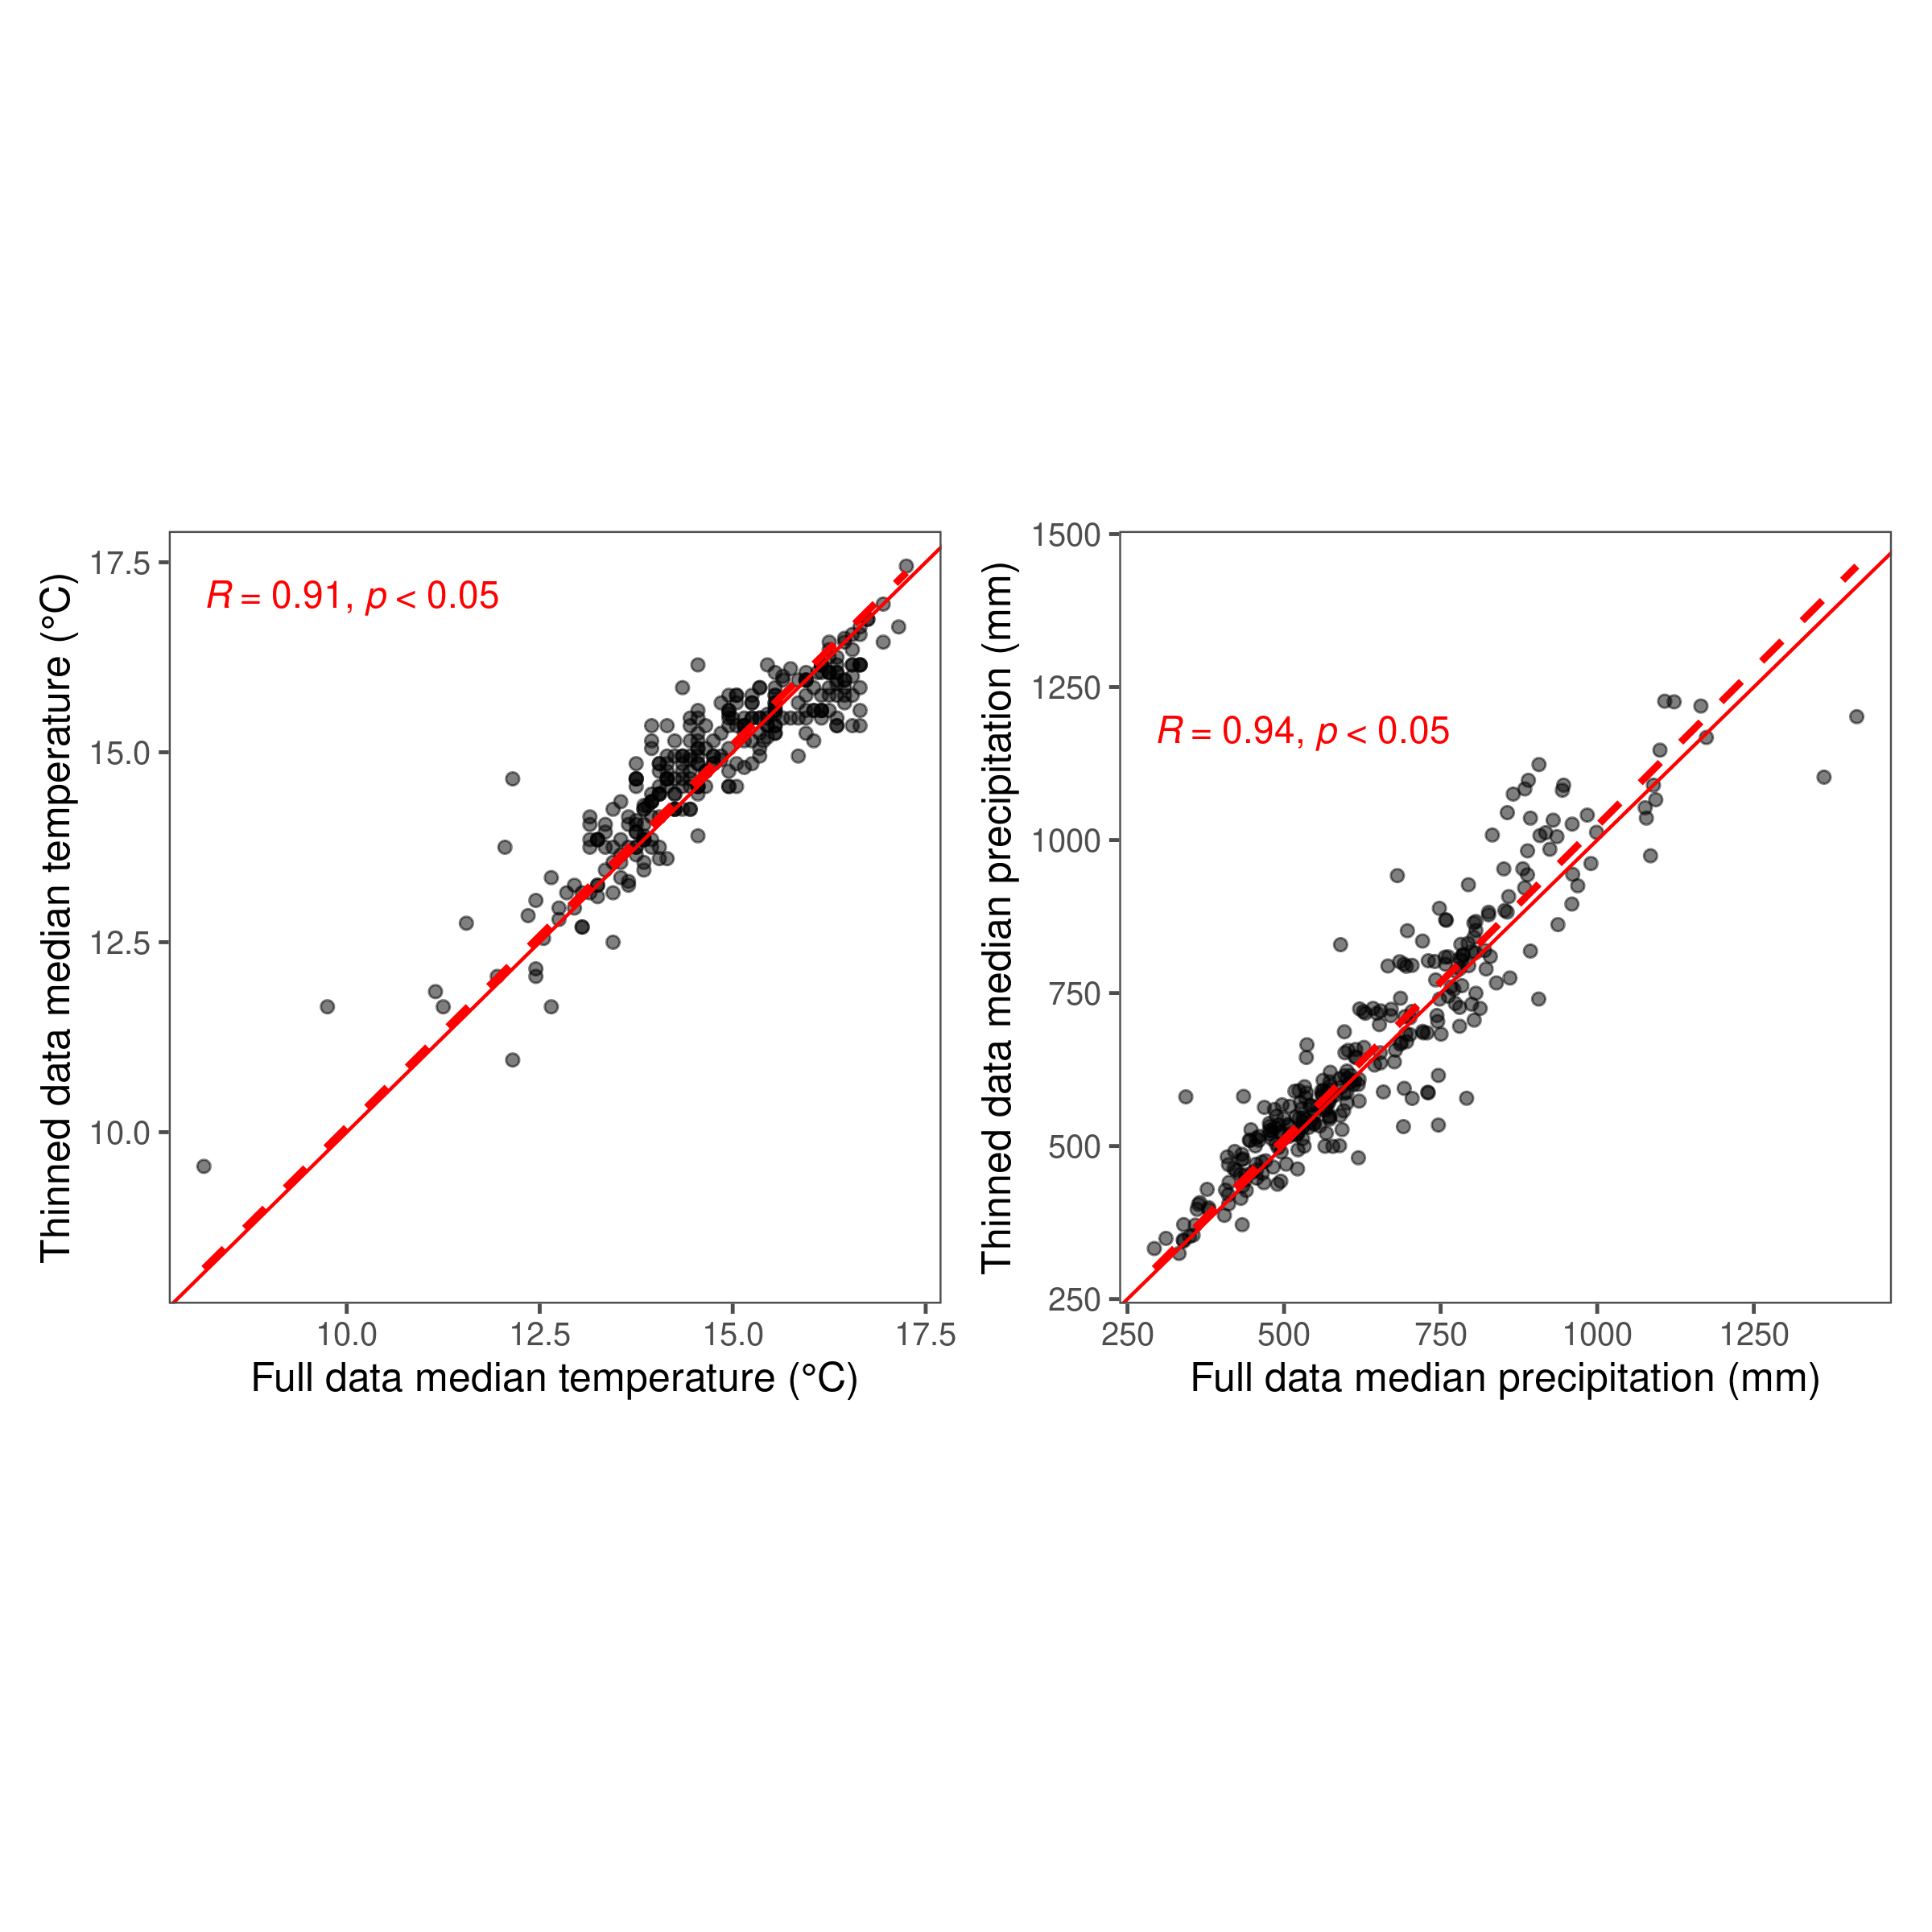 R = 0.91, p < 0.05
17.5
15.0
12.5
10.0
Thinned data median temperature (°C)
10.0 12.5 15.0 17.5
Full data median temperature (°C)
R = 0.94, p < 0.05
1500
1250
1000
750
500
250
Thinned data median precipitation (mm)
250 500 750 1000 1250
Full data median precipitation (mm)